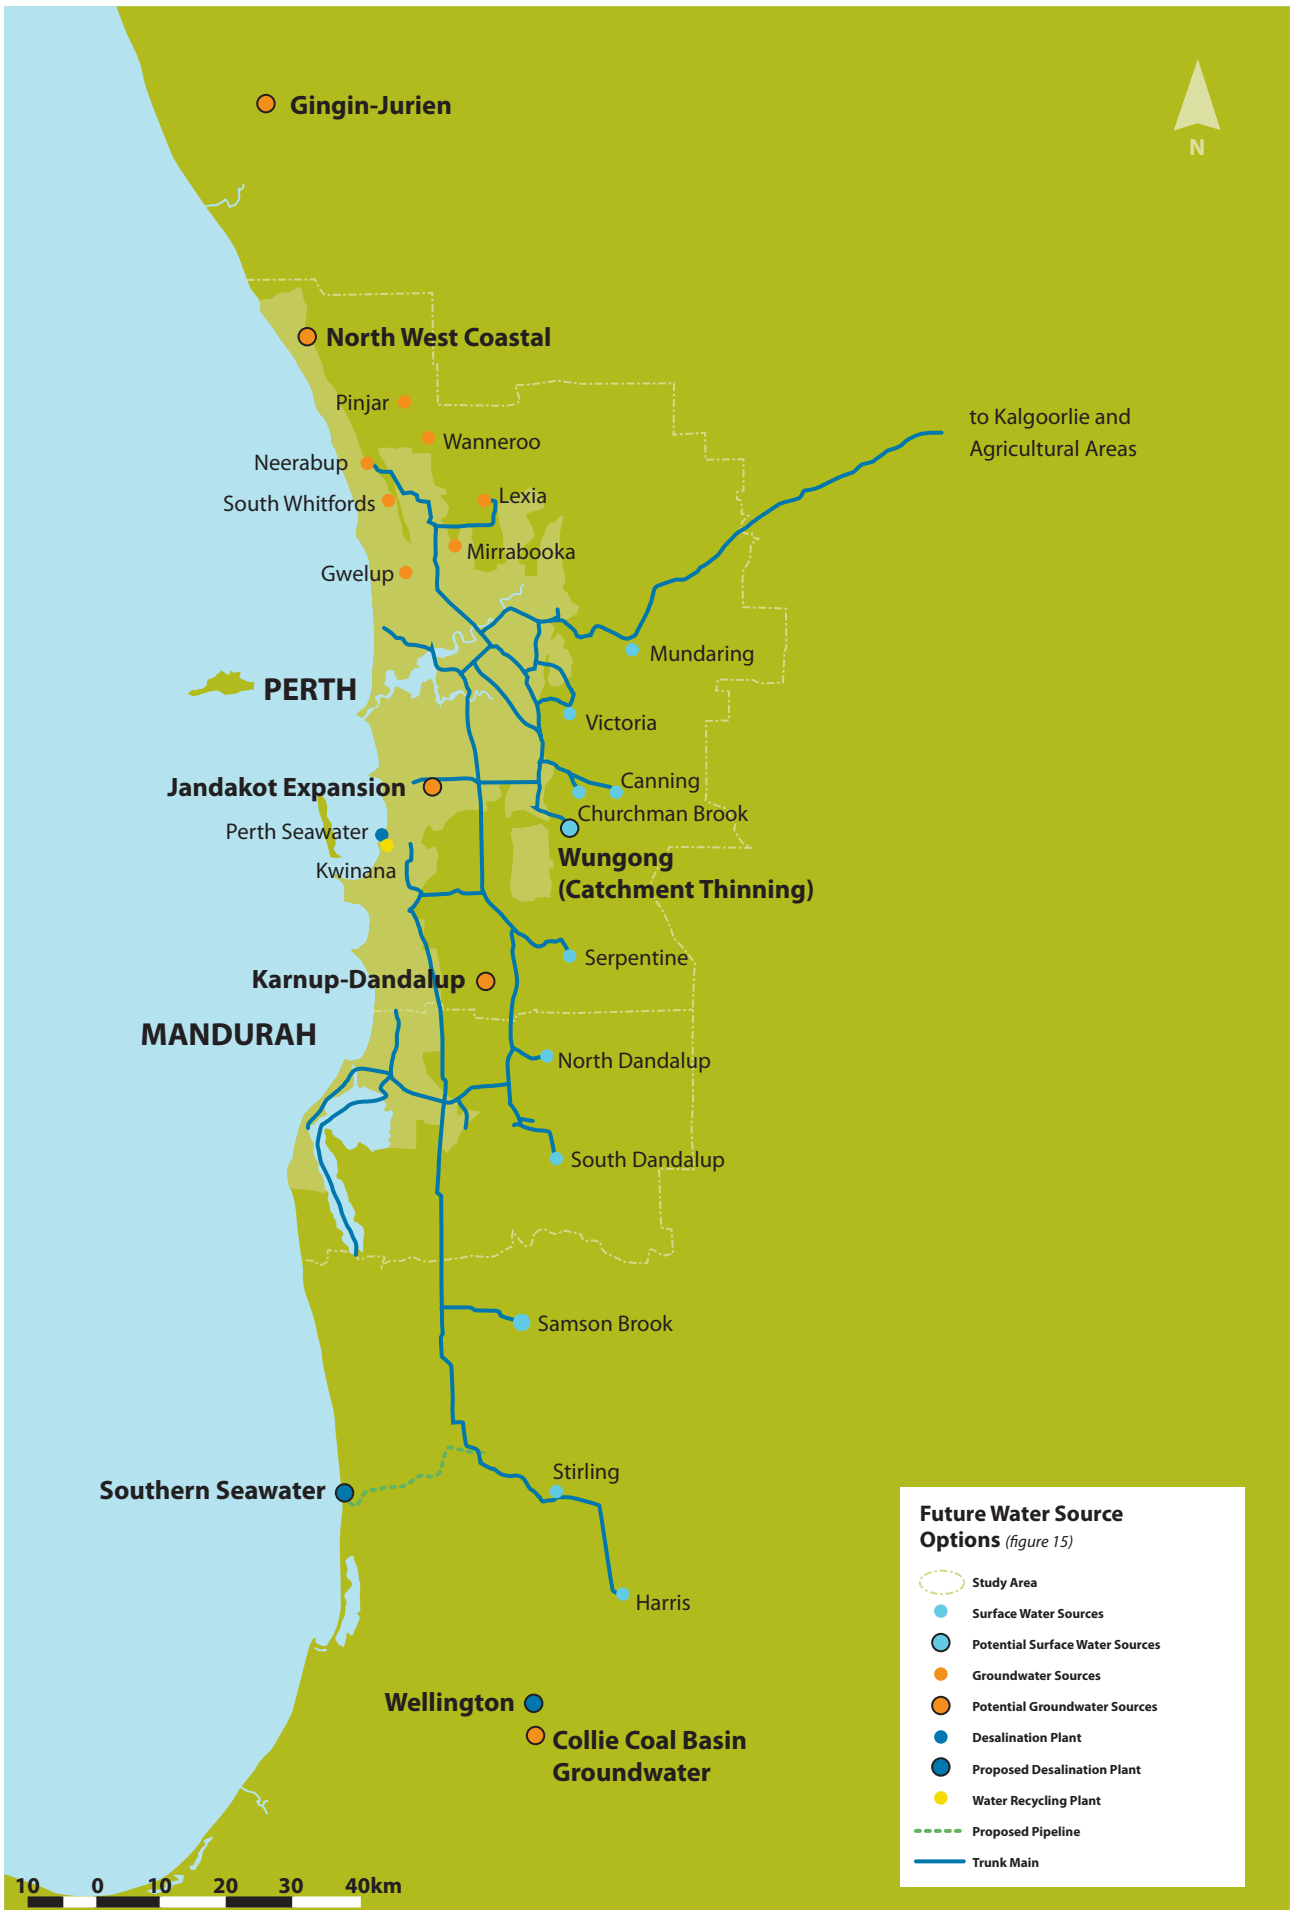 Gingin-Jurien
N
North West Coastal
Pinjar
to Kalgoorlie and
Agricultural Areas
Wanneroo
Neerabup
South Whitfords
Lexia
Mirrabooka
Gwelup
Mundaring
PERTH
Victoria
Jandakot Expansion
Canning
Churchman Brook
Perth Seawater
Wungong
(Catchment Thinning)
Kwinana
Serpentine
Karnup-Dandalup
MANDURAH
North Dandalup
South Dandalup
Samson Brook
Stirling
Southern Seawater
Harris
Wellington
Collie Coal Basin
Groundwater
Future Water Source
Options (figure 15)
Study Area
Surface Water Sources
Potential Surface Water Sources
Groundwater Sources
Potential Groundwater Sources
Desalination Plant
Proposed Desalination Plant
Water Recycling Plant
Proposed Pipeline
Trunk Main
10 0 10 20 30 40km